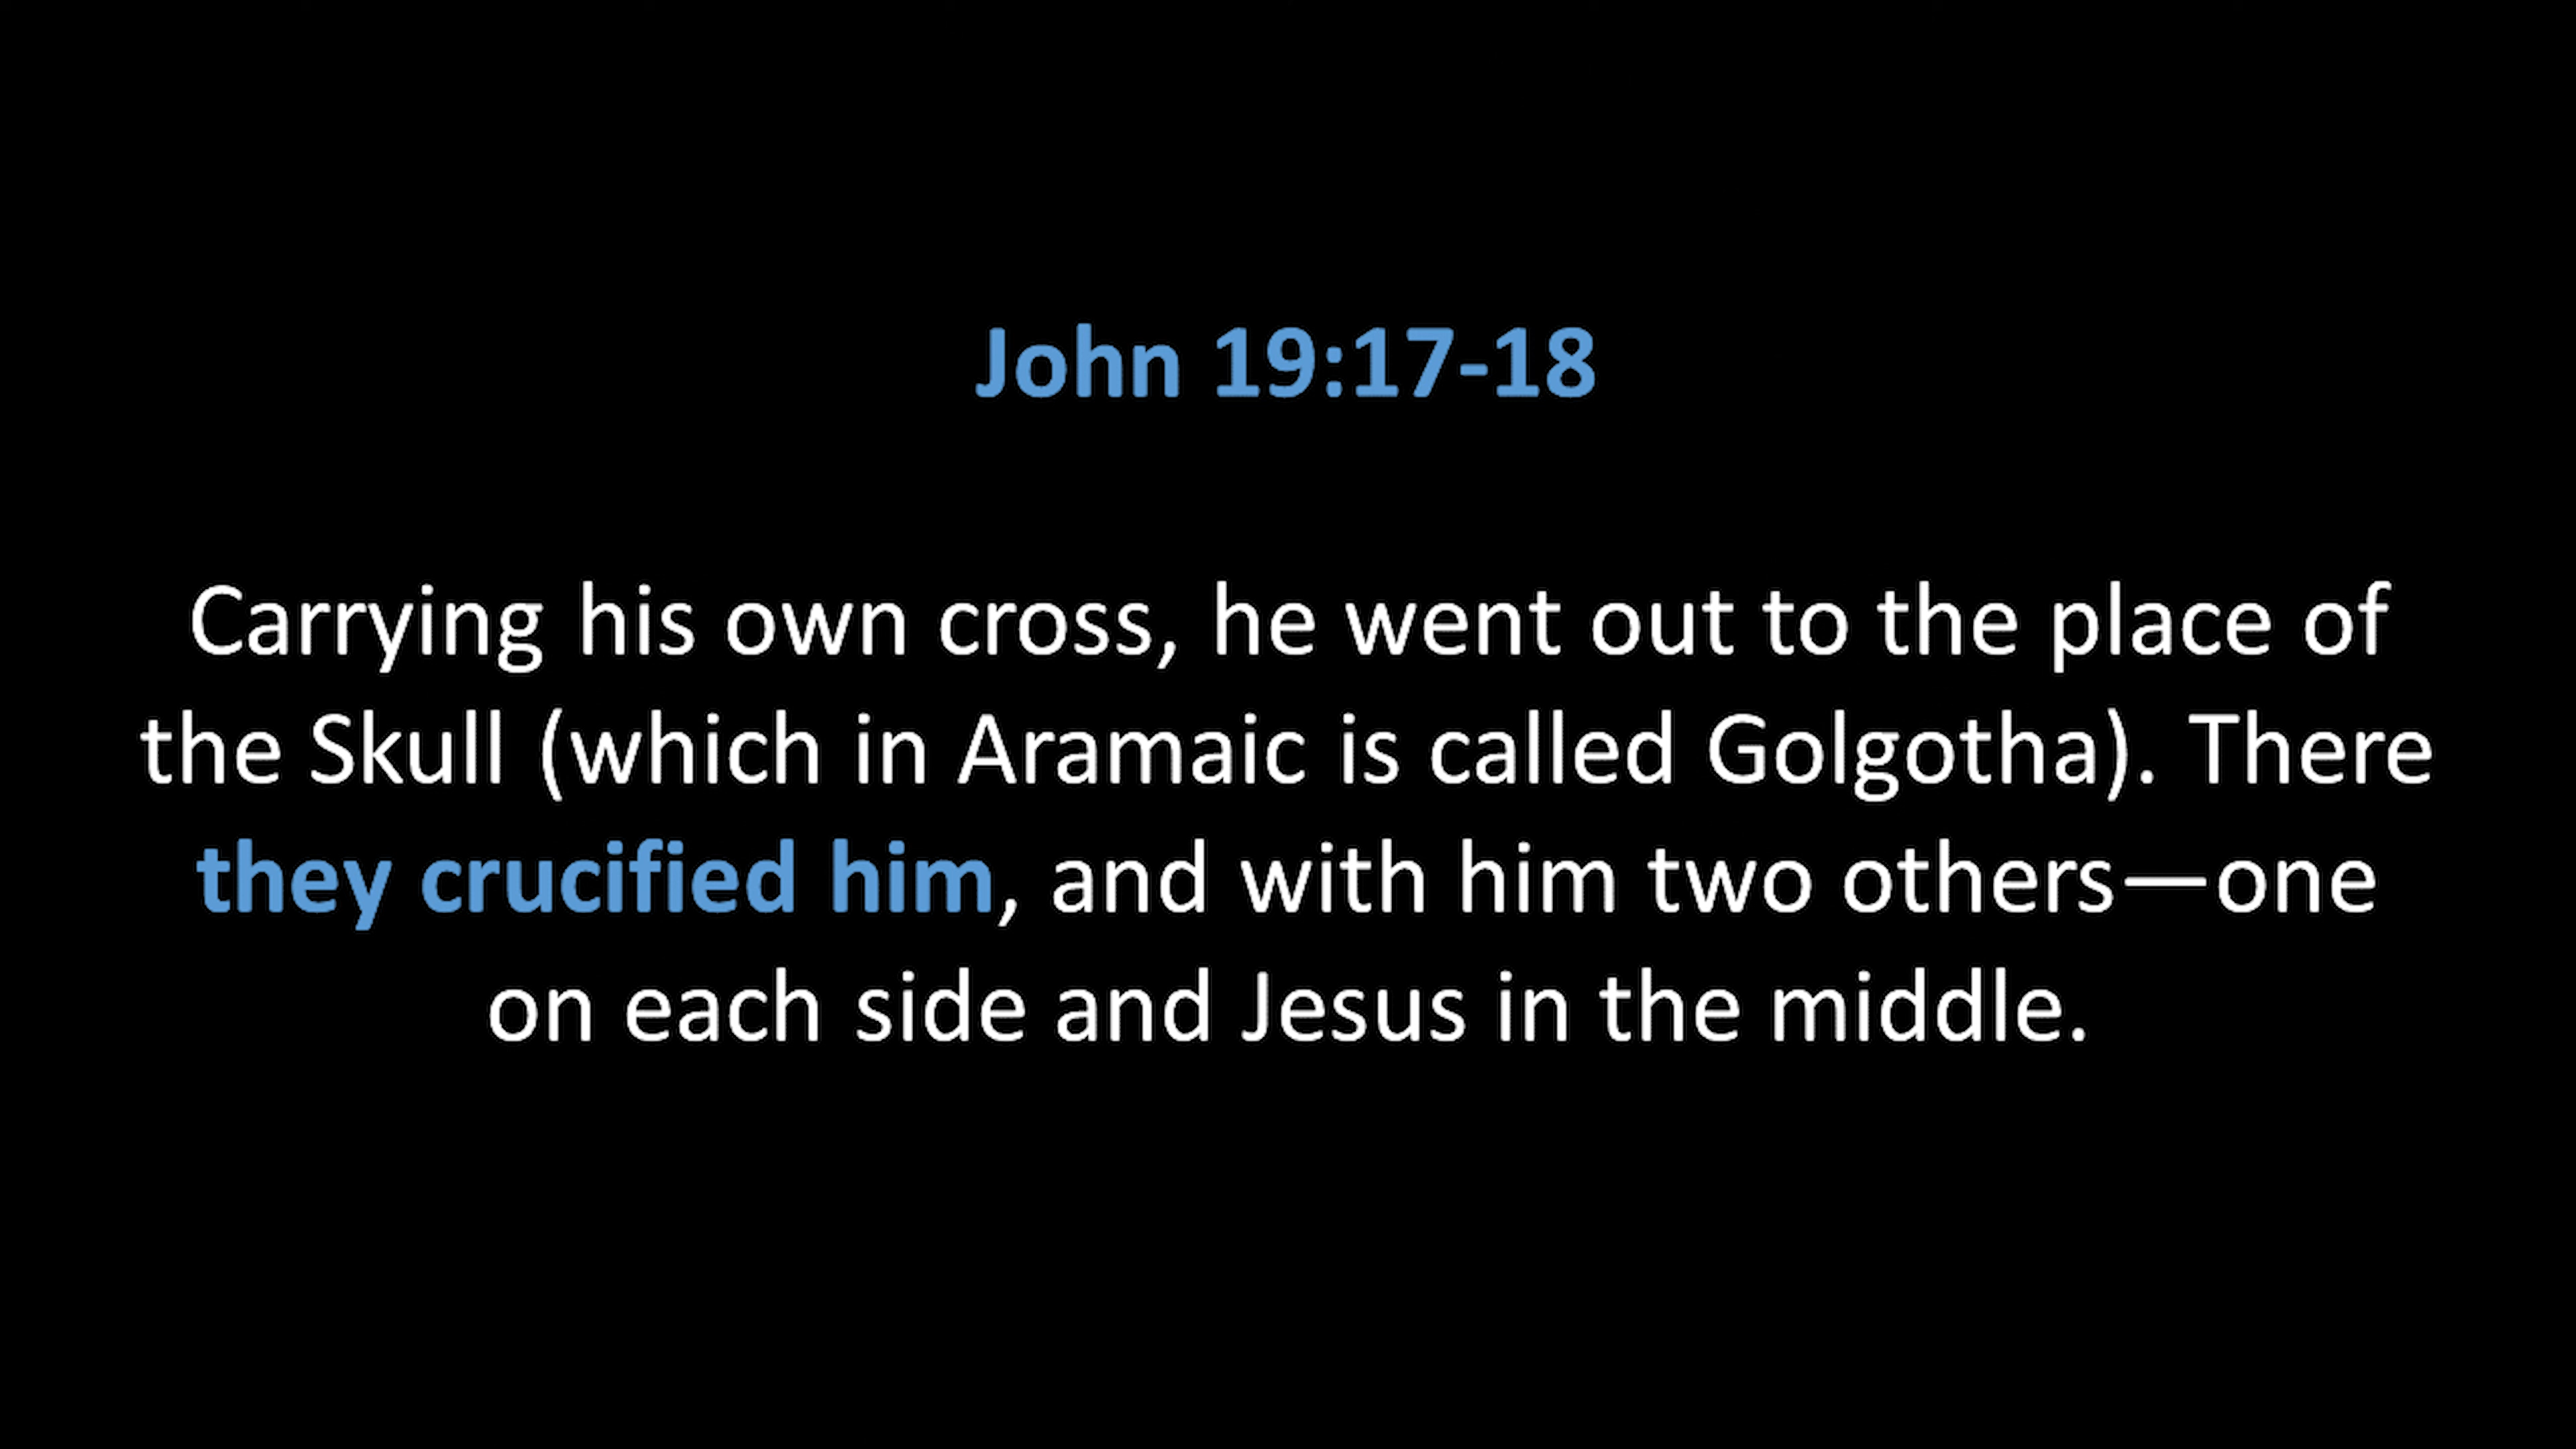 John 19:17-18
Carrying his own cross, he went out to the place of
the Skull (which in Aramaic is called Golgotha). There
they crucified him, and with him two others—one
on each side and Jesus in the middle.